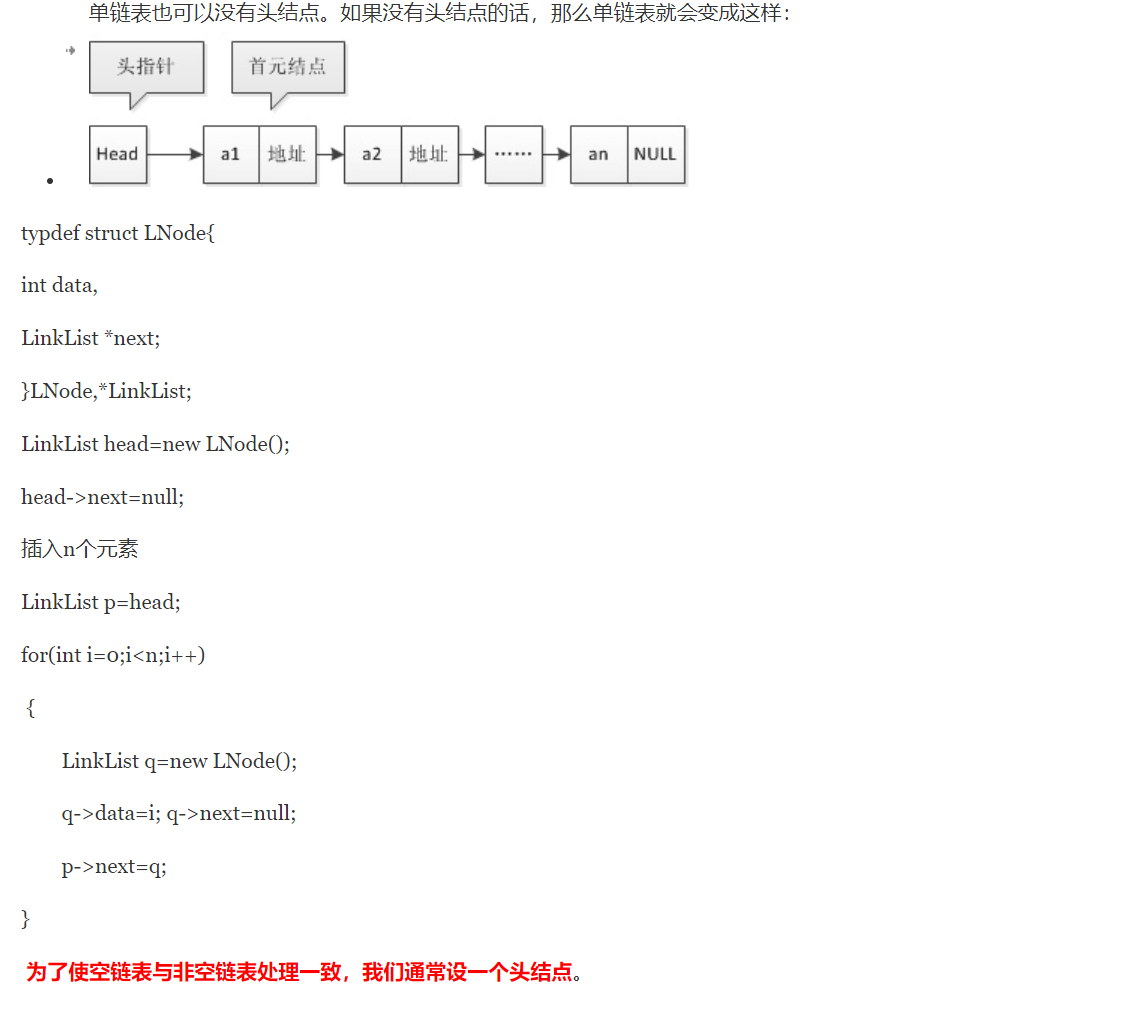 单链表也可以没有头结点。如果没有头结点的话，那么单链表就会变成这样：
头指针 首元结点
Head a1 地址 a2 地址 …… an NULL
typdef struct LNode{
int data,
LinkList *next;
}LNode,*LinkList;
LinkList head=new LNode();
head->next=null;
插入n个元素
LinkList p=head;
for(int i=0;i<n;i++)
{
LinkList q=new LNode();
q->data=i; q->next=null;
p->next=q;
}
为了使空链表与非空链表处理一致，我们通常设一个头结点。